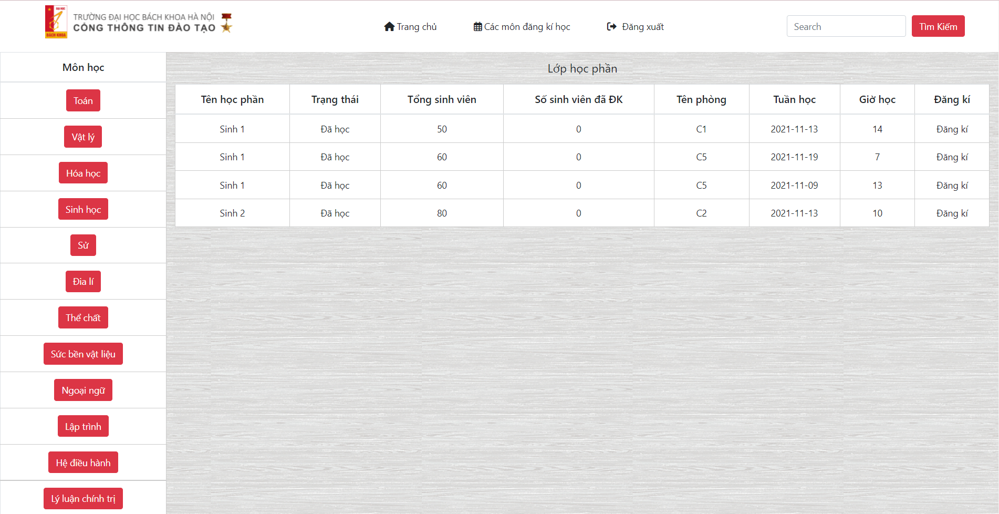 ĐẠI HỌC
BÁCH KHOA
TRƯỜNG ĐẠI HỌC BÁCH KHOA HÀ NỘI
CỔNG THÔNG TIN ĐÀO TẠO
Trang chủ
Các môn đăng kí học
Đăng xuất
Search
Tìm Kiếm
Môn học
Toán
Vật lý
Hóa học
Sinh học
Sử
Đia lí
Thể chất
Sức bền vật liệu
Ngoại ngữ
Lập trình
Hệ điều hành
Lý luận chính trị
Lớp học phần
Tên học phần Trạng thái Tổng sinh viên Số sinh viên đã ĐK Tên phòng Tuần học Giờ học Đăng kí
Sinh 1 Đã học 50 0 C1 2021-11-13 14 Đăng kí
Sinh 1 Đã học 60 0 C5 2021-11-19 7 Đăng kí
Sinh 1 Đã học 60 0 C5 2021-11-09 13 Đăng kí
Sinh 2 Đã học 80 0 C2 2021-11-13 10 Đăng kí